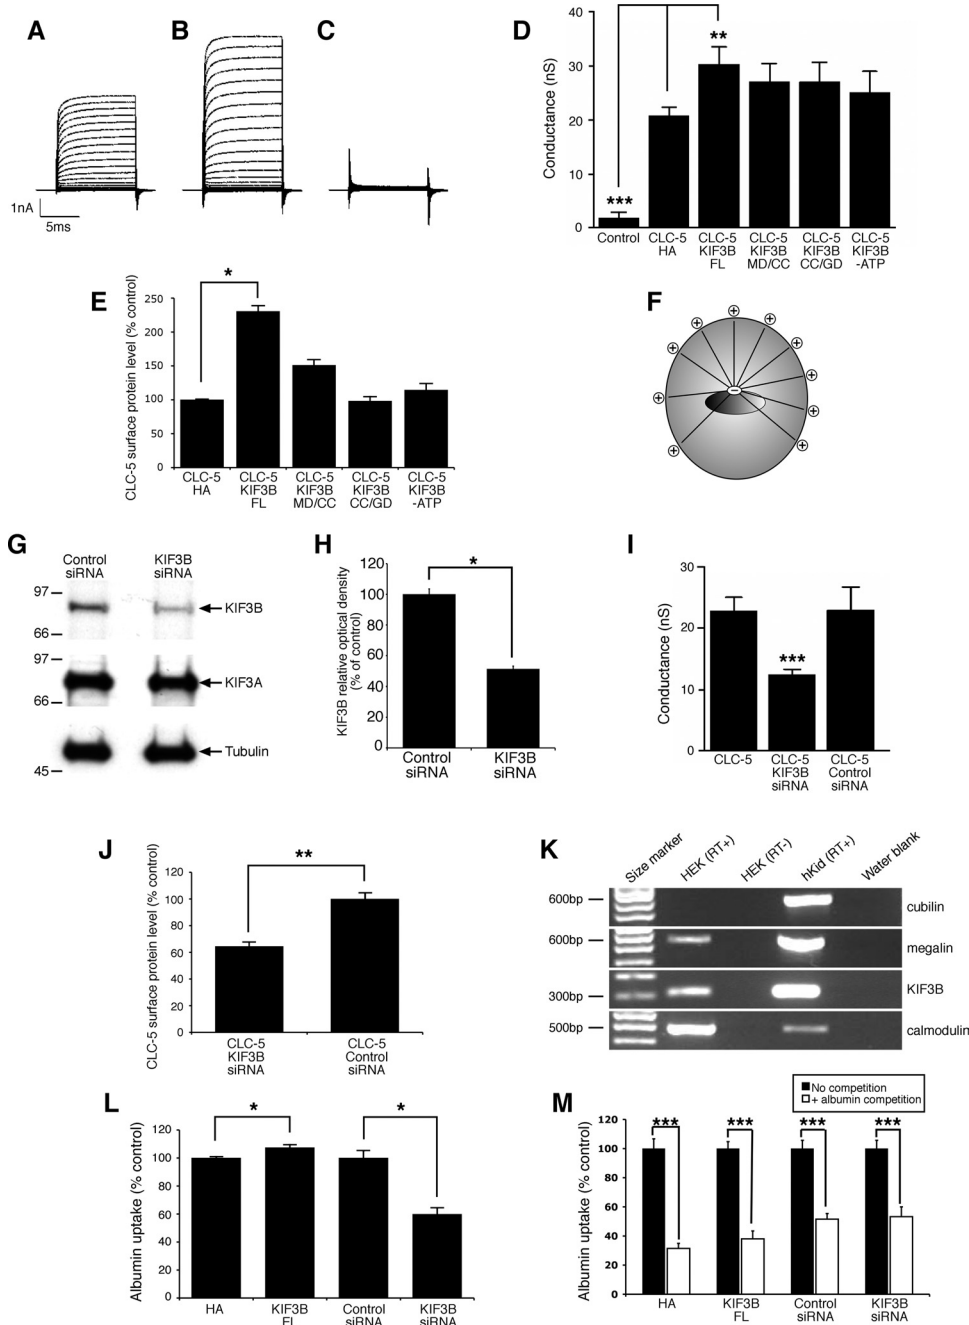 A
B
C
1nA
5ms
D
Conductance (nS)
40
30
20
10
0
***
**
Control
CLC-5
HA
CLC-5
KIF3B
FL
CLC-5
KIF3B
MD/CC
CLC-5
KIF3B
CC/GD
CLC-5
KIF3B
-ATP
E
CLC-5 surface protein level (% control)
250
200
150
100
50
0
*
CLC-5
HA
CLC-5
KIF3B
FL
CLC-5
KIF3B
MD/CC
CLC-5
KIF3B
CC/GD
CLC-5
KIF3B
-ATP
F
+
+
+
+
+
+
+
+
+
+
−
G
Control
siRNA
KIF3B
siRNA
97
66
KIF3B
97
66
KIF3A
Tubulin
45
H
KIF3B relative optical density
(% of control)
120
100
80
60
40
20
0
*
Control
siRNA
KIF3B
siRNA
I
Conductance (nS)
30
20
10
0
***
CLC-5
CLC-5
KIF3B
siRNA
CLC-5
Control
siRNA
J
CLC-5 surface protein level (% control)
120
100
80
60
40
20
0
**
CLC-5
KIF3B
siRNA
CLC-5
Control
siRNA
K
Size marker
HEK (RT+)
HEK (RT-)
hKid (RT+)
Water blank
600bp
cubilin
600bp
megalin
300bp
KIF3B
500bp
calmodulin
L
Albumin uptake (% control)
120
100
80
60
40
20
0
*
*
HA
KIF3B
FL
Control
siRNA
KIF3B
siRNA
M
No competition
+ albumin competition
Albumin uptake (% control)
120
100
80
60
40
20
0
***
***
***
***
HA
KIF3B
FL
Control
siRNA
KIF3B
siRNA